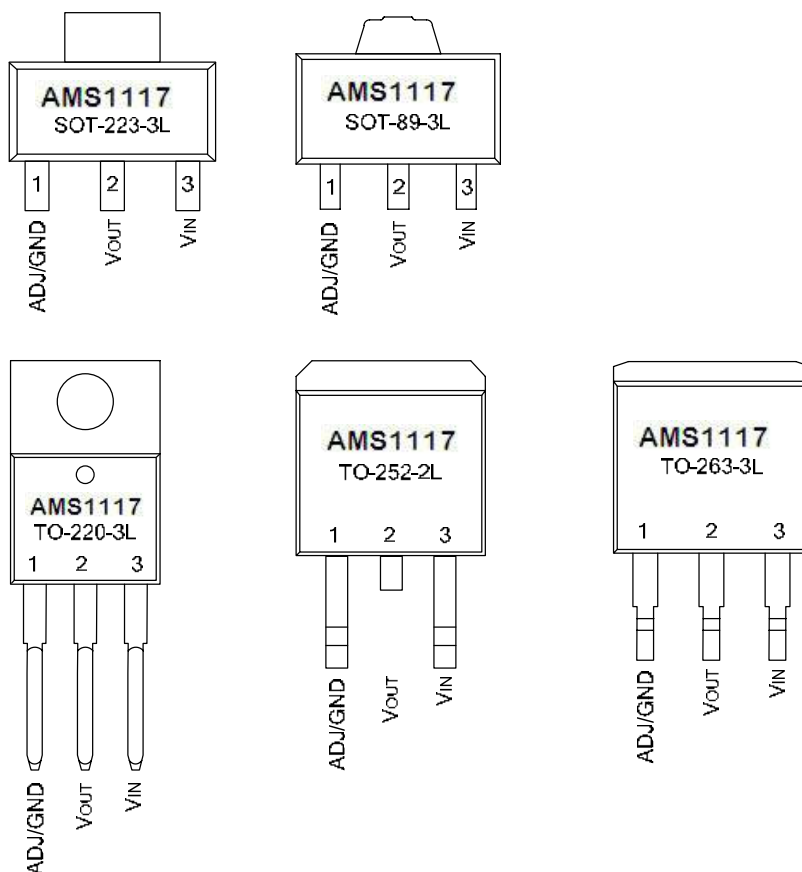 AMS1117
SOT-223-3L
1 2 3
ADJ/GND VOUT VIN
AMS1117
SOT-89-3L
1 2 3
ADJ/GND VOUT VIN
AMS1117
TO-220-3L
1 2 3
ADJ/GND VOUT VIN
AMS1117
TO-252-2L
1 2 3
ADJ/GND VOUT VIN
AMS1117
TO-263-3L
1 2 3
ADJ/GND VOUT VIN